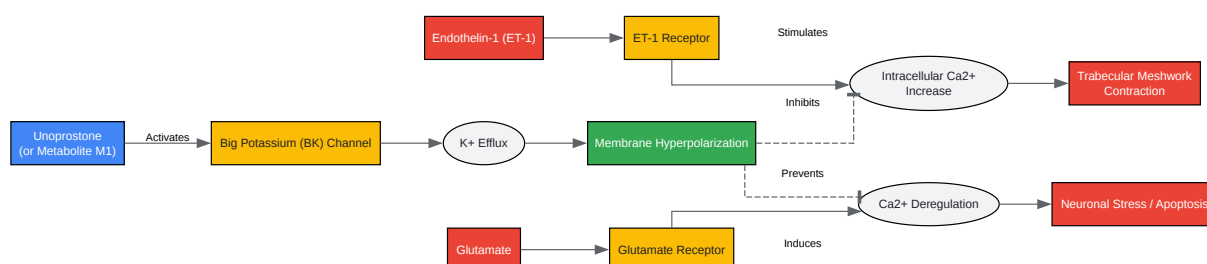 Endothelin-1 (ET-1)
ET-1 Receptor
Stimulates
Intracellular Ca2+
Increase
Trabecular Meshwork
Contraction
Inhibits
Unoprostone
(or Metabolite M1)
Activates
Big Potassium (BK) Channel
K+ Efflux
Membrane Hyperpolarization
Prevents
Ca2+ Deregulation
Neuronal Stress / Apoptosis
Glutamate
Glutamate Receptor
Induces